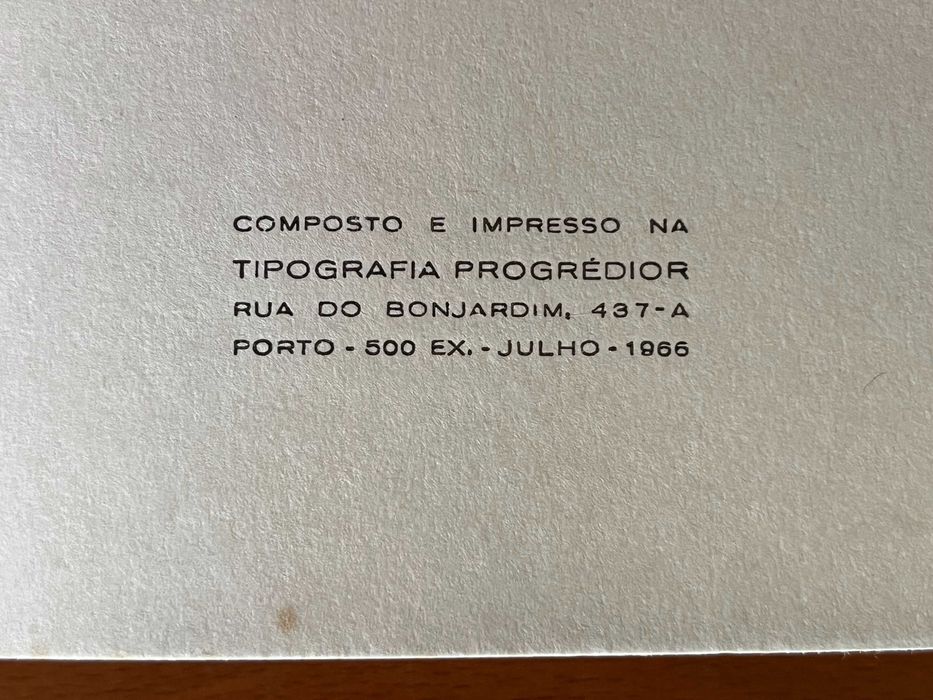 COMPOSTO E IMPRESSO NA
TIPOGRAFIA PROGRÉDIOR
RUA DO BONJARDIM, 437-A
PORTO - 500 EX. - JULHO - 1966